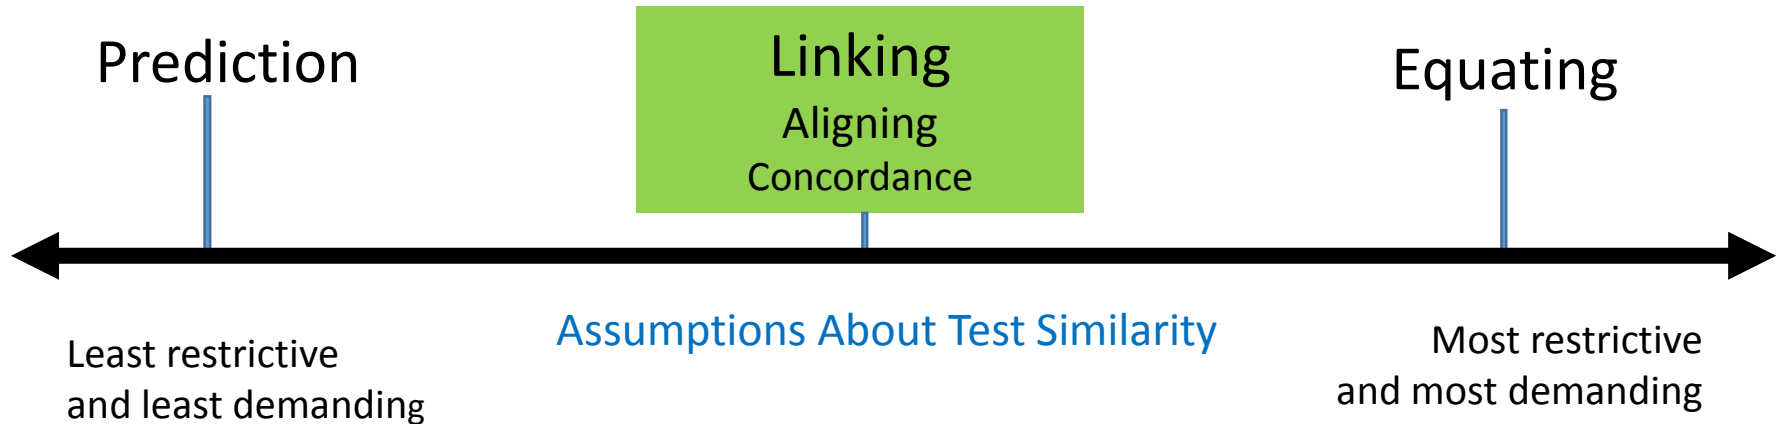 Prediction
Linking
Aligning
Concordance
Equating
Assumptions About Test Similarity
Least restrictive
and least demanding
Most restrictive
and most demanding